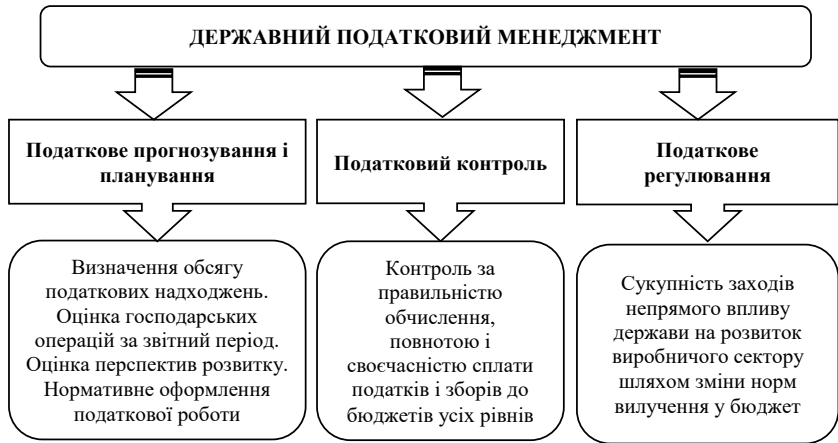 ДЕРЖАВНИЙ ПОДАТКОВИЙ МЕНЕДЖМЕНТ
Податкове прогнозування і
планування
Податковий контроль
Податкове
регулювання
Визначення обсягу
податкових надходжень.
Оцінка господарських
операцій за звітний період.
Оцінка перспектив розвитку.
Нормативне оформлення
податкової роботи
Контроль за
правильністю
обчислення,
повнотою і
своєчасністю сплати
податків і зборів до
бюджетів усіх рівнів
Сукупність заходів
непрямого впливу
держави на розвиток
виробничого сектору
шляхом зміни норм
вилучення у бюджет